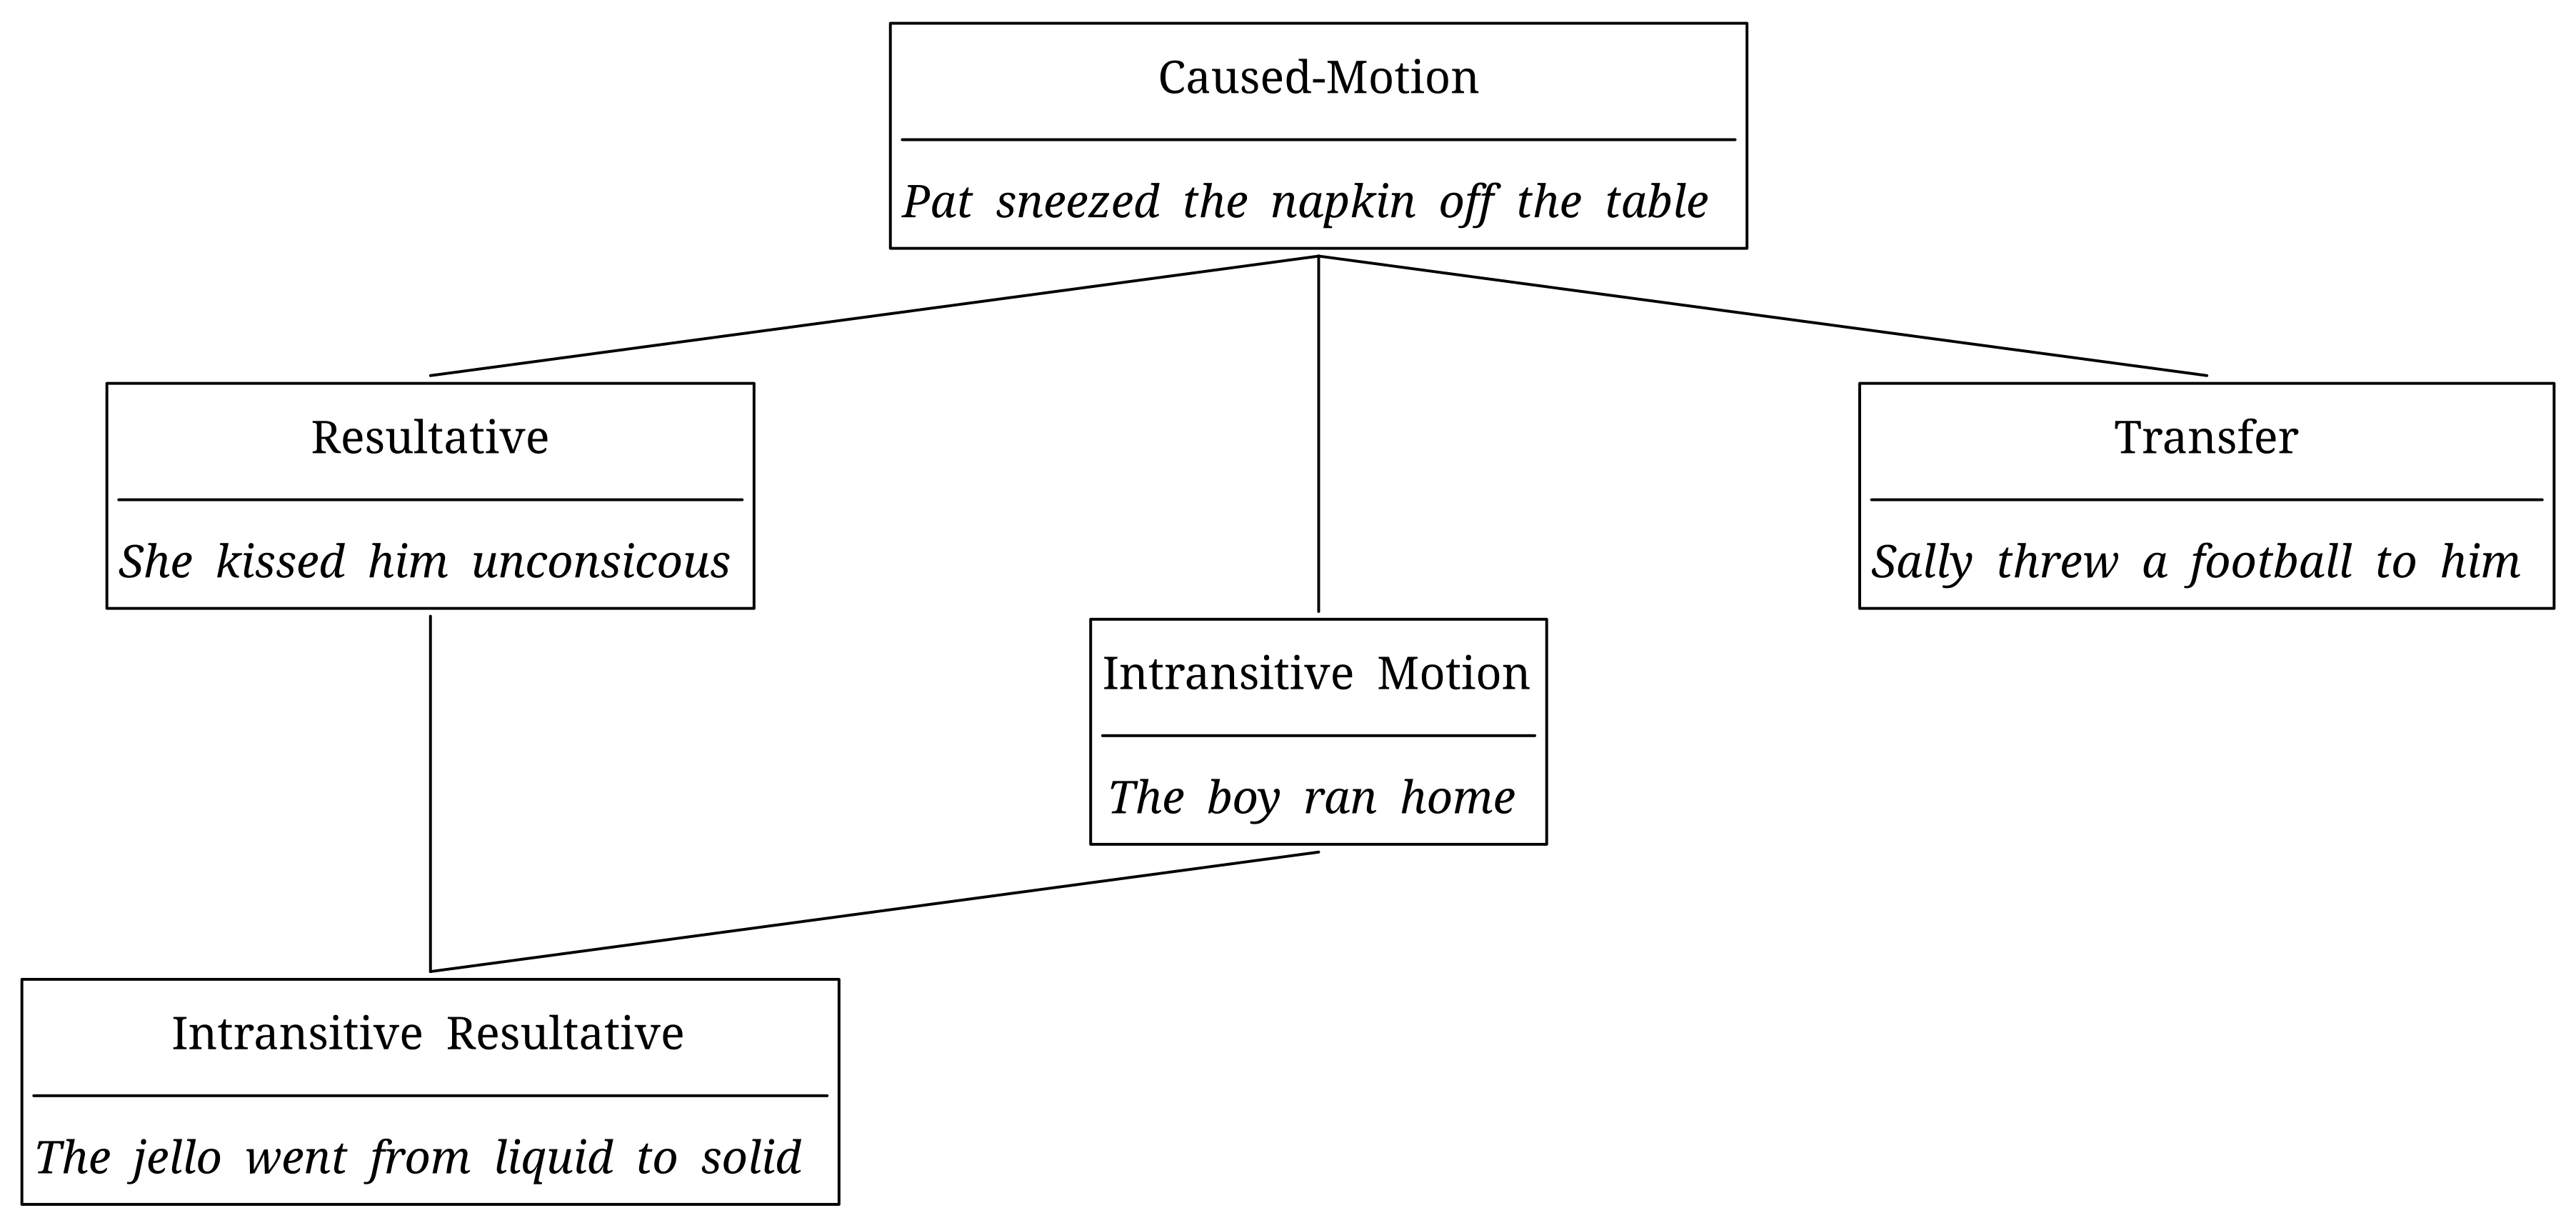 Caused-Motion
Pat sneezed the napkin off the table
Resultative
She kissed him unconsicous
Transfer
Sally threw a football to him
Intransitive Motion
The boy ran home
Intransitive Resultative
The jello went from liquid to solid